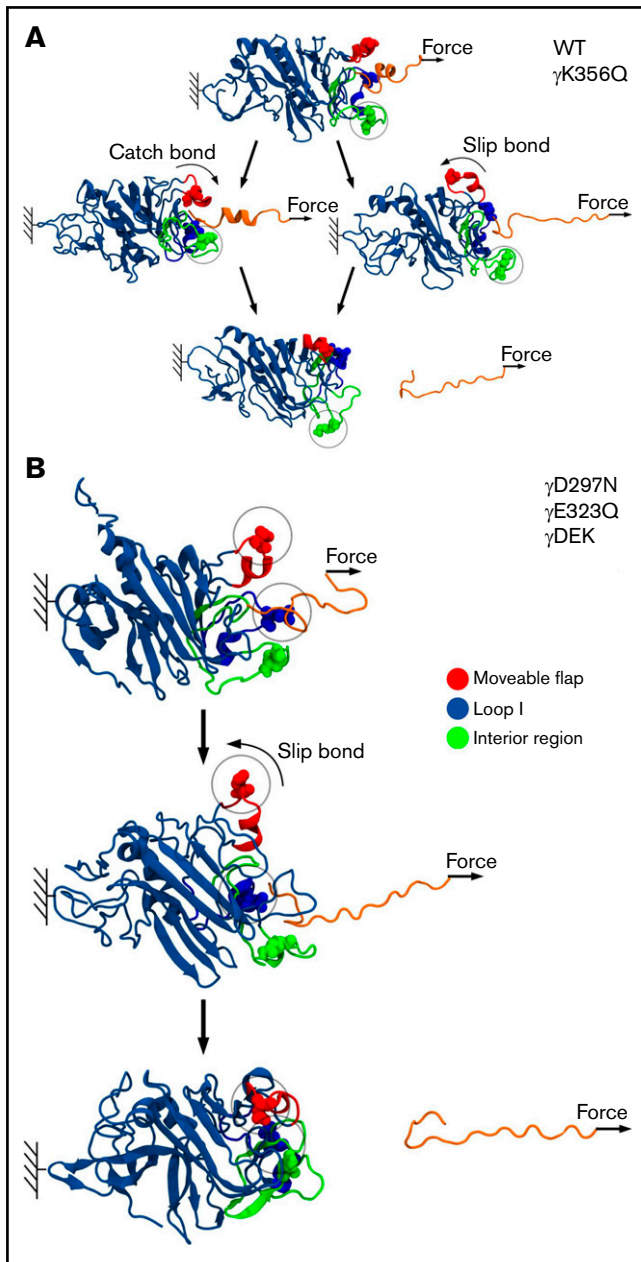 A
Force
WT
γK356Q
Catch bond
Slip bond
Force
Force
Force
B
γD297N
γE323Q
γDEK
Force
Moveable flap
Loop I
Interior region
Slip bond
Force
Force